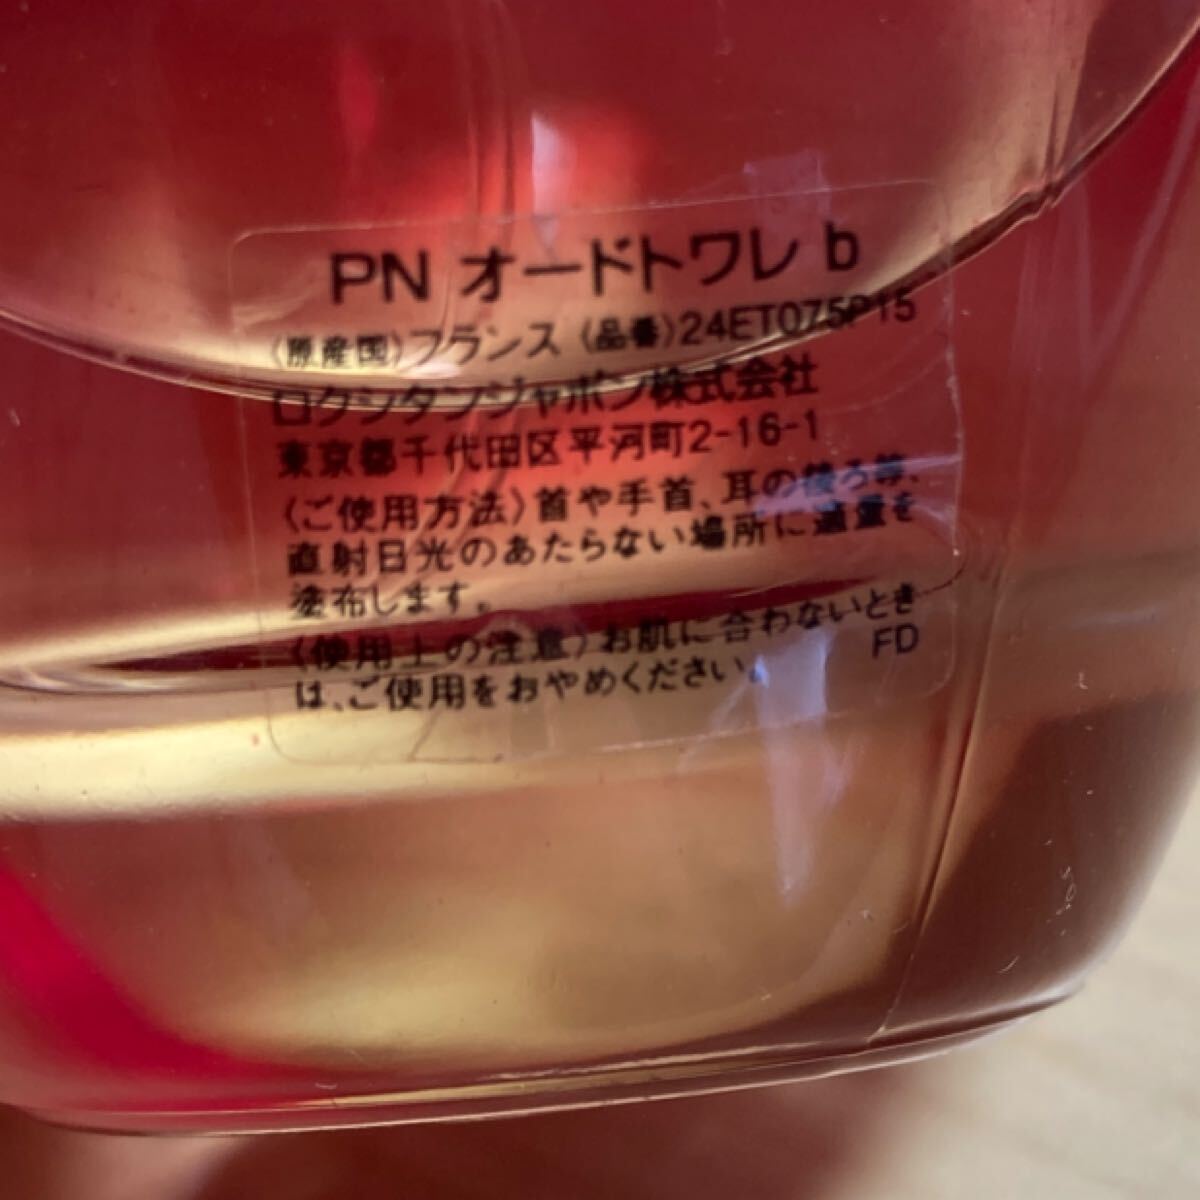 PN オードトワレ b
〈原産国〉フランス 〈品番〉24ET075P15
ロクシタンジャポン株式会社
東京都千代田区平河町2-16-1
〈ご使用方法〉首や手首、耳の後ろ等、
直射日光のあたらない場所に適量を
塗布します。
〈使用上の注意〉お肌に合わないとき
は、ご使用をおやめください。 FD